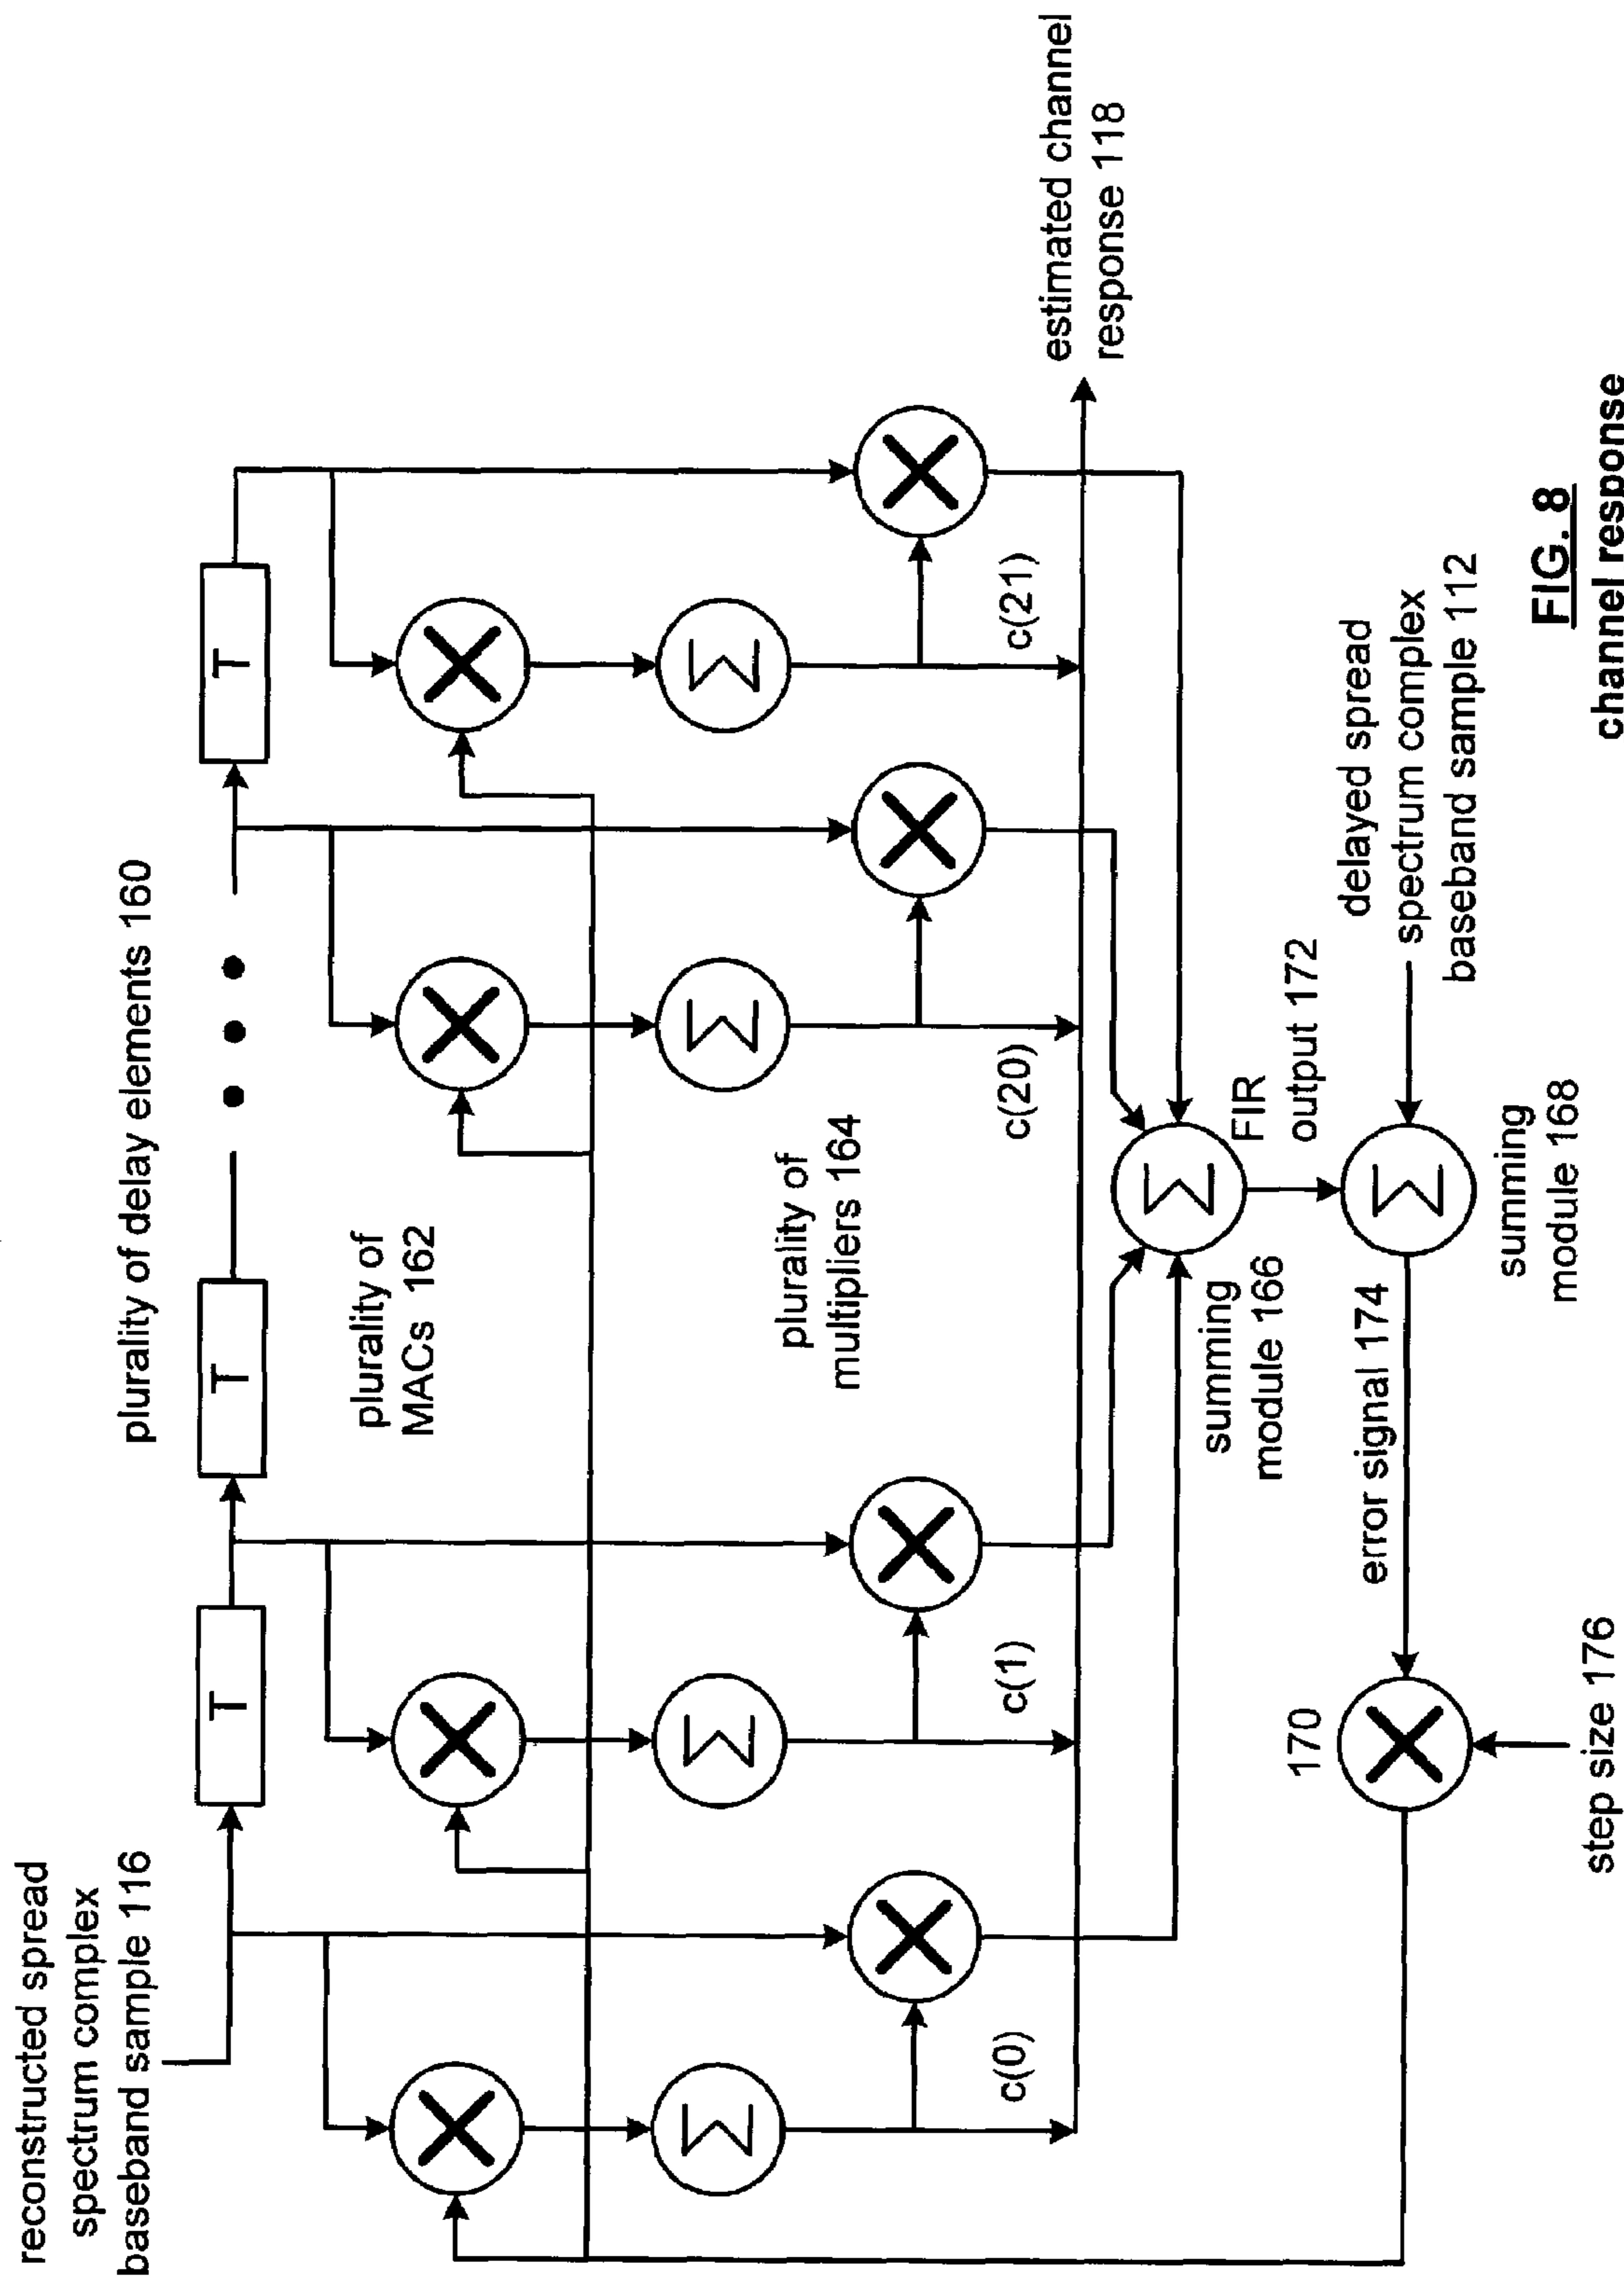 reconstructed spread
spectrum complex
baseband sample 116
plurality of delay elements 160
T
T
T
plurality of
MACs 162
Σ
Σ
Σ
Σ
plurality of
multipliers 164
c(0)
c(1)
c(20)
c(21)
estimated channel
response 118
summing
module 166
Σ
FIR
output 172
delayed spread
spectrum complex
baseband sample 112
170
error signal 174
Σ
summing
module 168
step size 176
FIG. 8
channel response